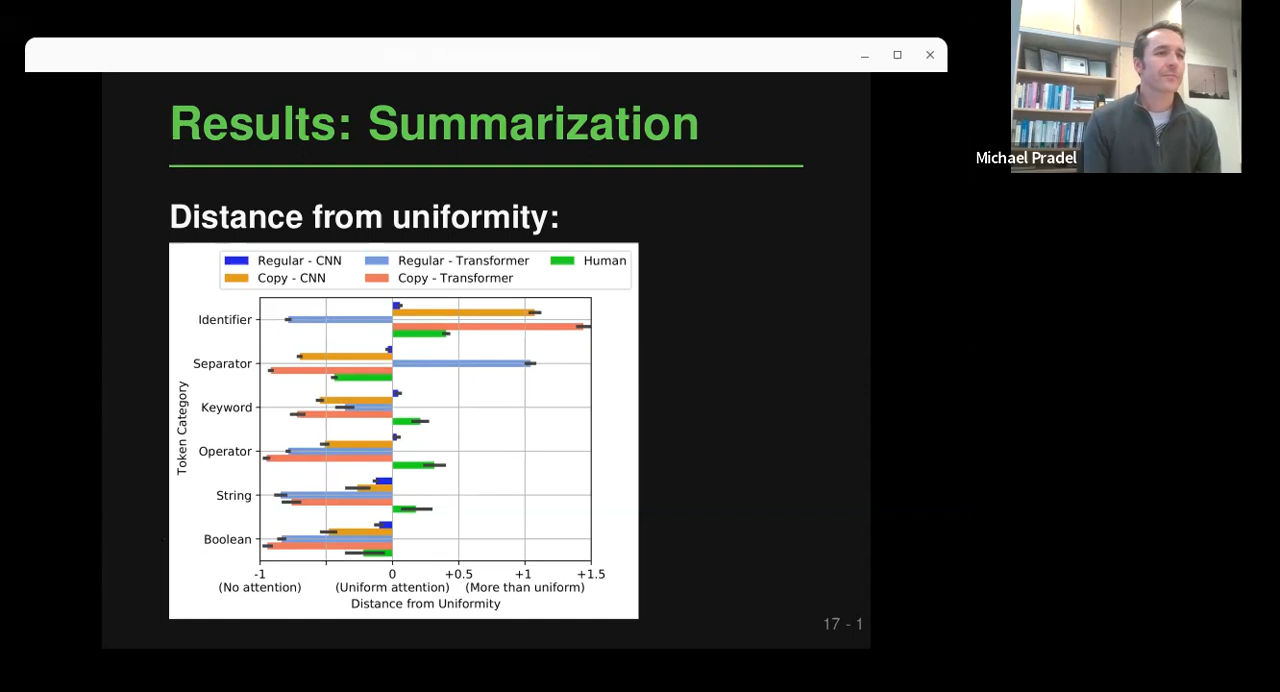 Michael Pradel
Results: Summarization
Distance from uniformity:
Regular - CNN
Regular - Transformer
Human
Copy - CNN
Copy - Transformer
Token Category
Identifier
Separator
Keyword
Operator
String
Boolean
-1
0
+0.5
+1
+1.5
(No attention)
(Uniform attention)
(More than uniform)
Distance from Uniformity
17 - 1